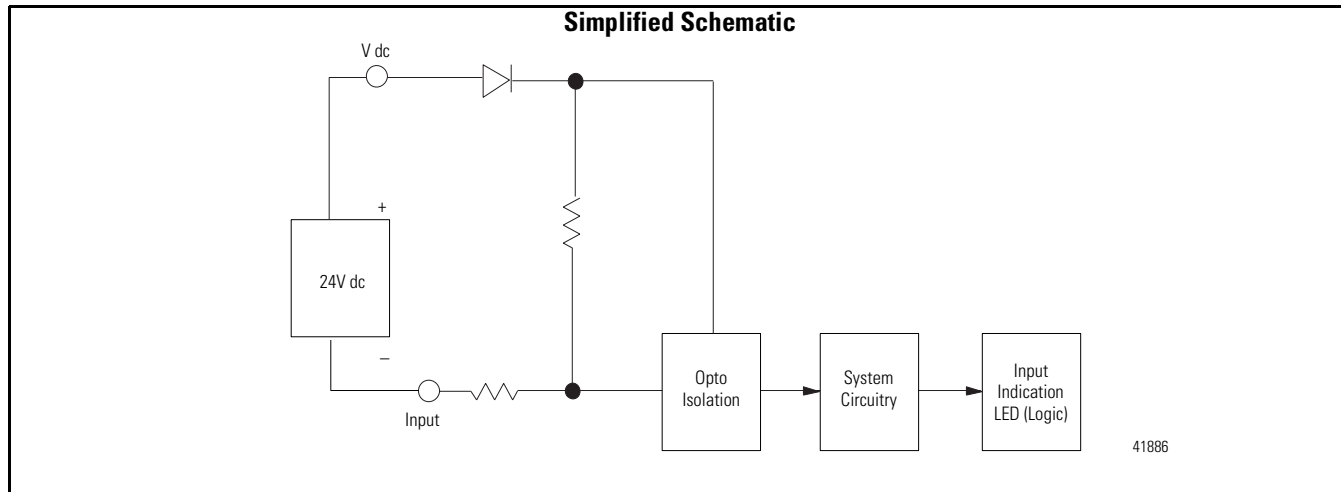 Simplified Schematic
V dc
+
24V dc
–
Input
Opto
Isolation
System
Circuitry
Input
Indication
LED (Logic)
41886